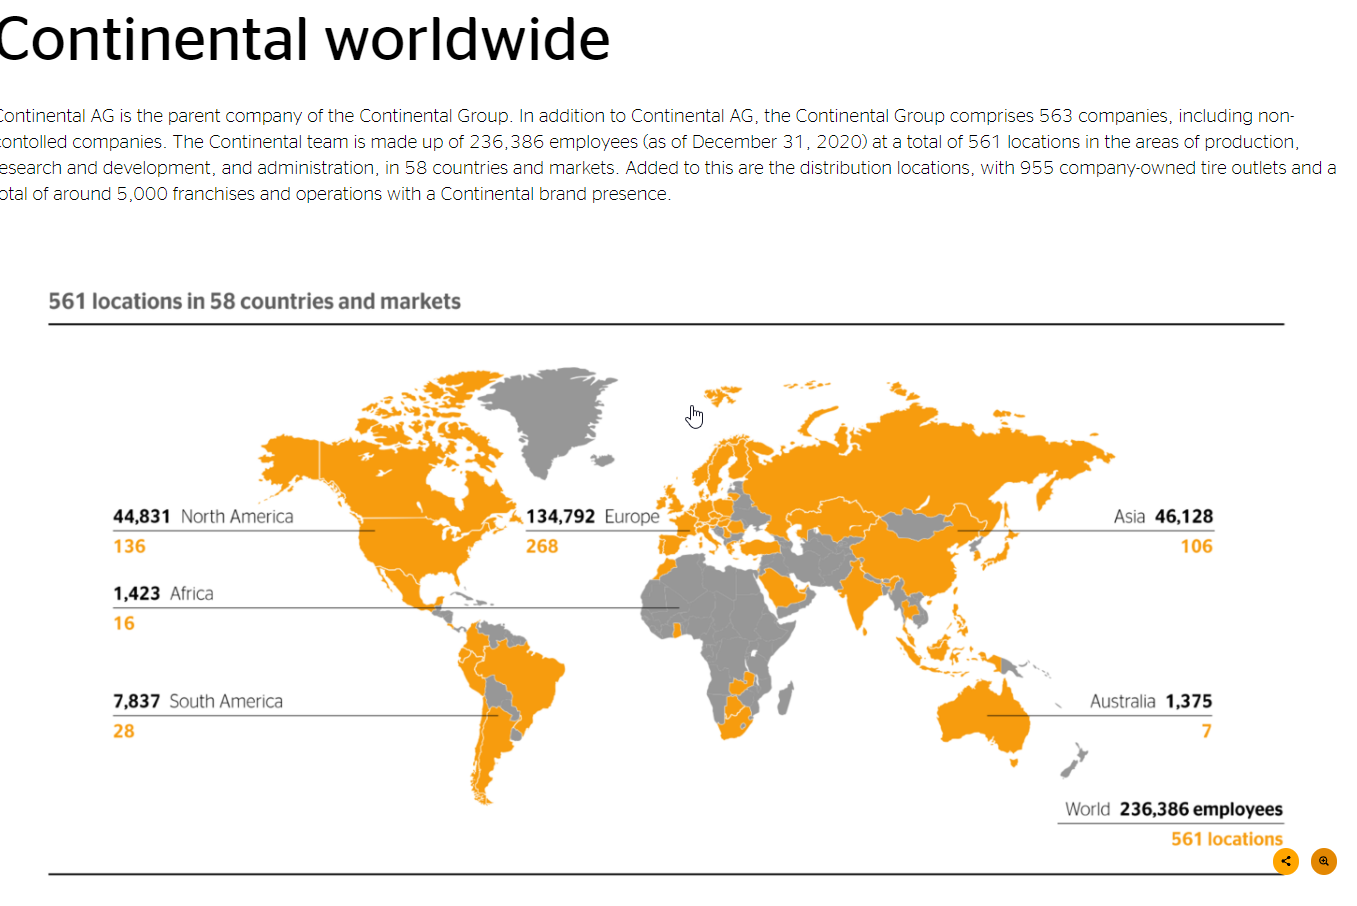 Continental worldwide
Continental AG is the parent company of the Continental Group. In addition to Continental AG, the Continental Group comprises 563 companies, including non-
contolled companies. The Continental team is made up of 236,386 employees (as of December 31, 2020) at a total of 561 locations in the areas of production,
research and development, and administration, in 58 countries and markets. Added to this are the distribution locations, with 955 company-owned tire outlets and a
total of around 5,000 franchises and operations with a Continental brand presence.
561 locations in 58 countries and markets
44,831 North America
136
134,792 Europe
268
Asia 46,128
106
1,423 Africa
16
7,837 South America
28
Australia 1,375
7
World 236,386 employees
561 locations